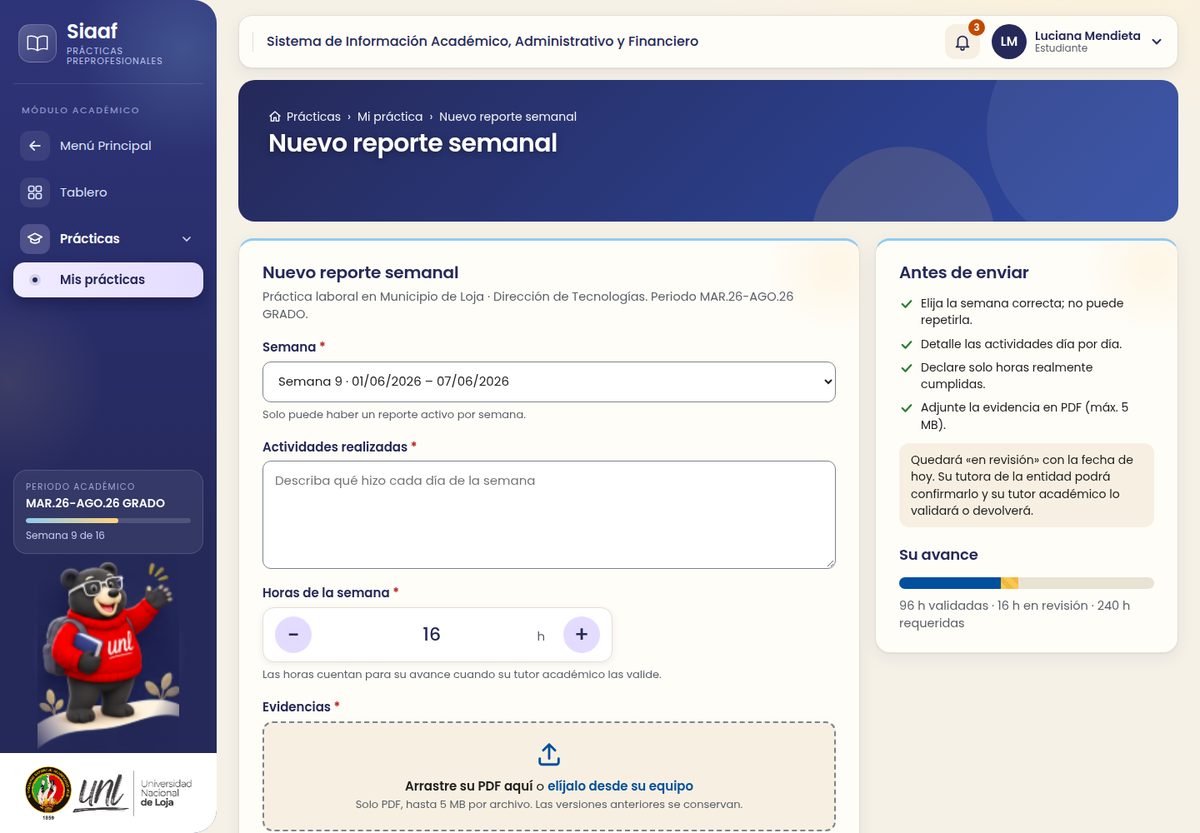 Siaaf
PRÁCTICAS
PREPROFESIONALES
MÓDULO ACADÉMICO
Menú Principal
Tablero
Prácticas
Mis prácticas
PERIODO ACADÉMICO
MAR.26-AGO.26 GRADO
Semana 9 de 16
unl
1859
unl
Universidad
Nacional
de Loja
Sistema de Información Académico, Administrativo y Financiero
3
LM
Luciana Mendieta
Estudiante
Prácticas › Mi práctica › Nuevo reporte semanal
Nuevo reporte semanal
Nuevo reporte semanal
Práctica laboral en Municipio de Loja · Dirección de Tecnologías. Periodo MAR.26-AGO.26
GRADO.
Semana *
Semana 9 · 01/06/2026 – 07/06/2026
Solo puede haber un reporte activo por semana.
Actividades realizadas *
Describa qué hizo cada día de la semana
Horas de la semana *
− 16 h +
Las horas cuentan para su avance cuando su tutor académico las valide.
Evidencias *
Arrastre su PDF aquí o elíjalo desde su equipo
Solo PDF, hasta 5 MB por archivo. Las versiones anteriores se conservan.
Antes de enviar
Elija la semana correcta; no puede
repetirla.
Detalle las actividades día por día.
Declare solo horas realmente
cumplidas.
Adjunte la evidencia en PDF (máx. 5
MB).
Quedará «en revisión» con la fecha de
hoy. Su tutora de la entidad podrá
confirmarlo y su tutor académico lo
validará o devolverá.
Su avance
96 h validadas · 16 h en revisión · 240 h
requeridas